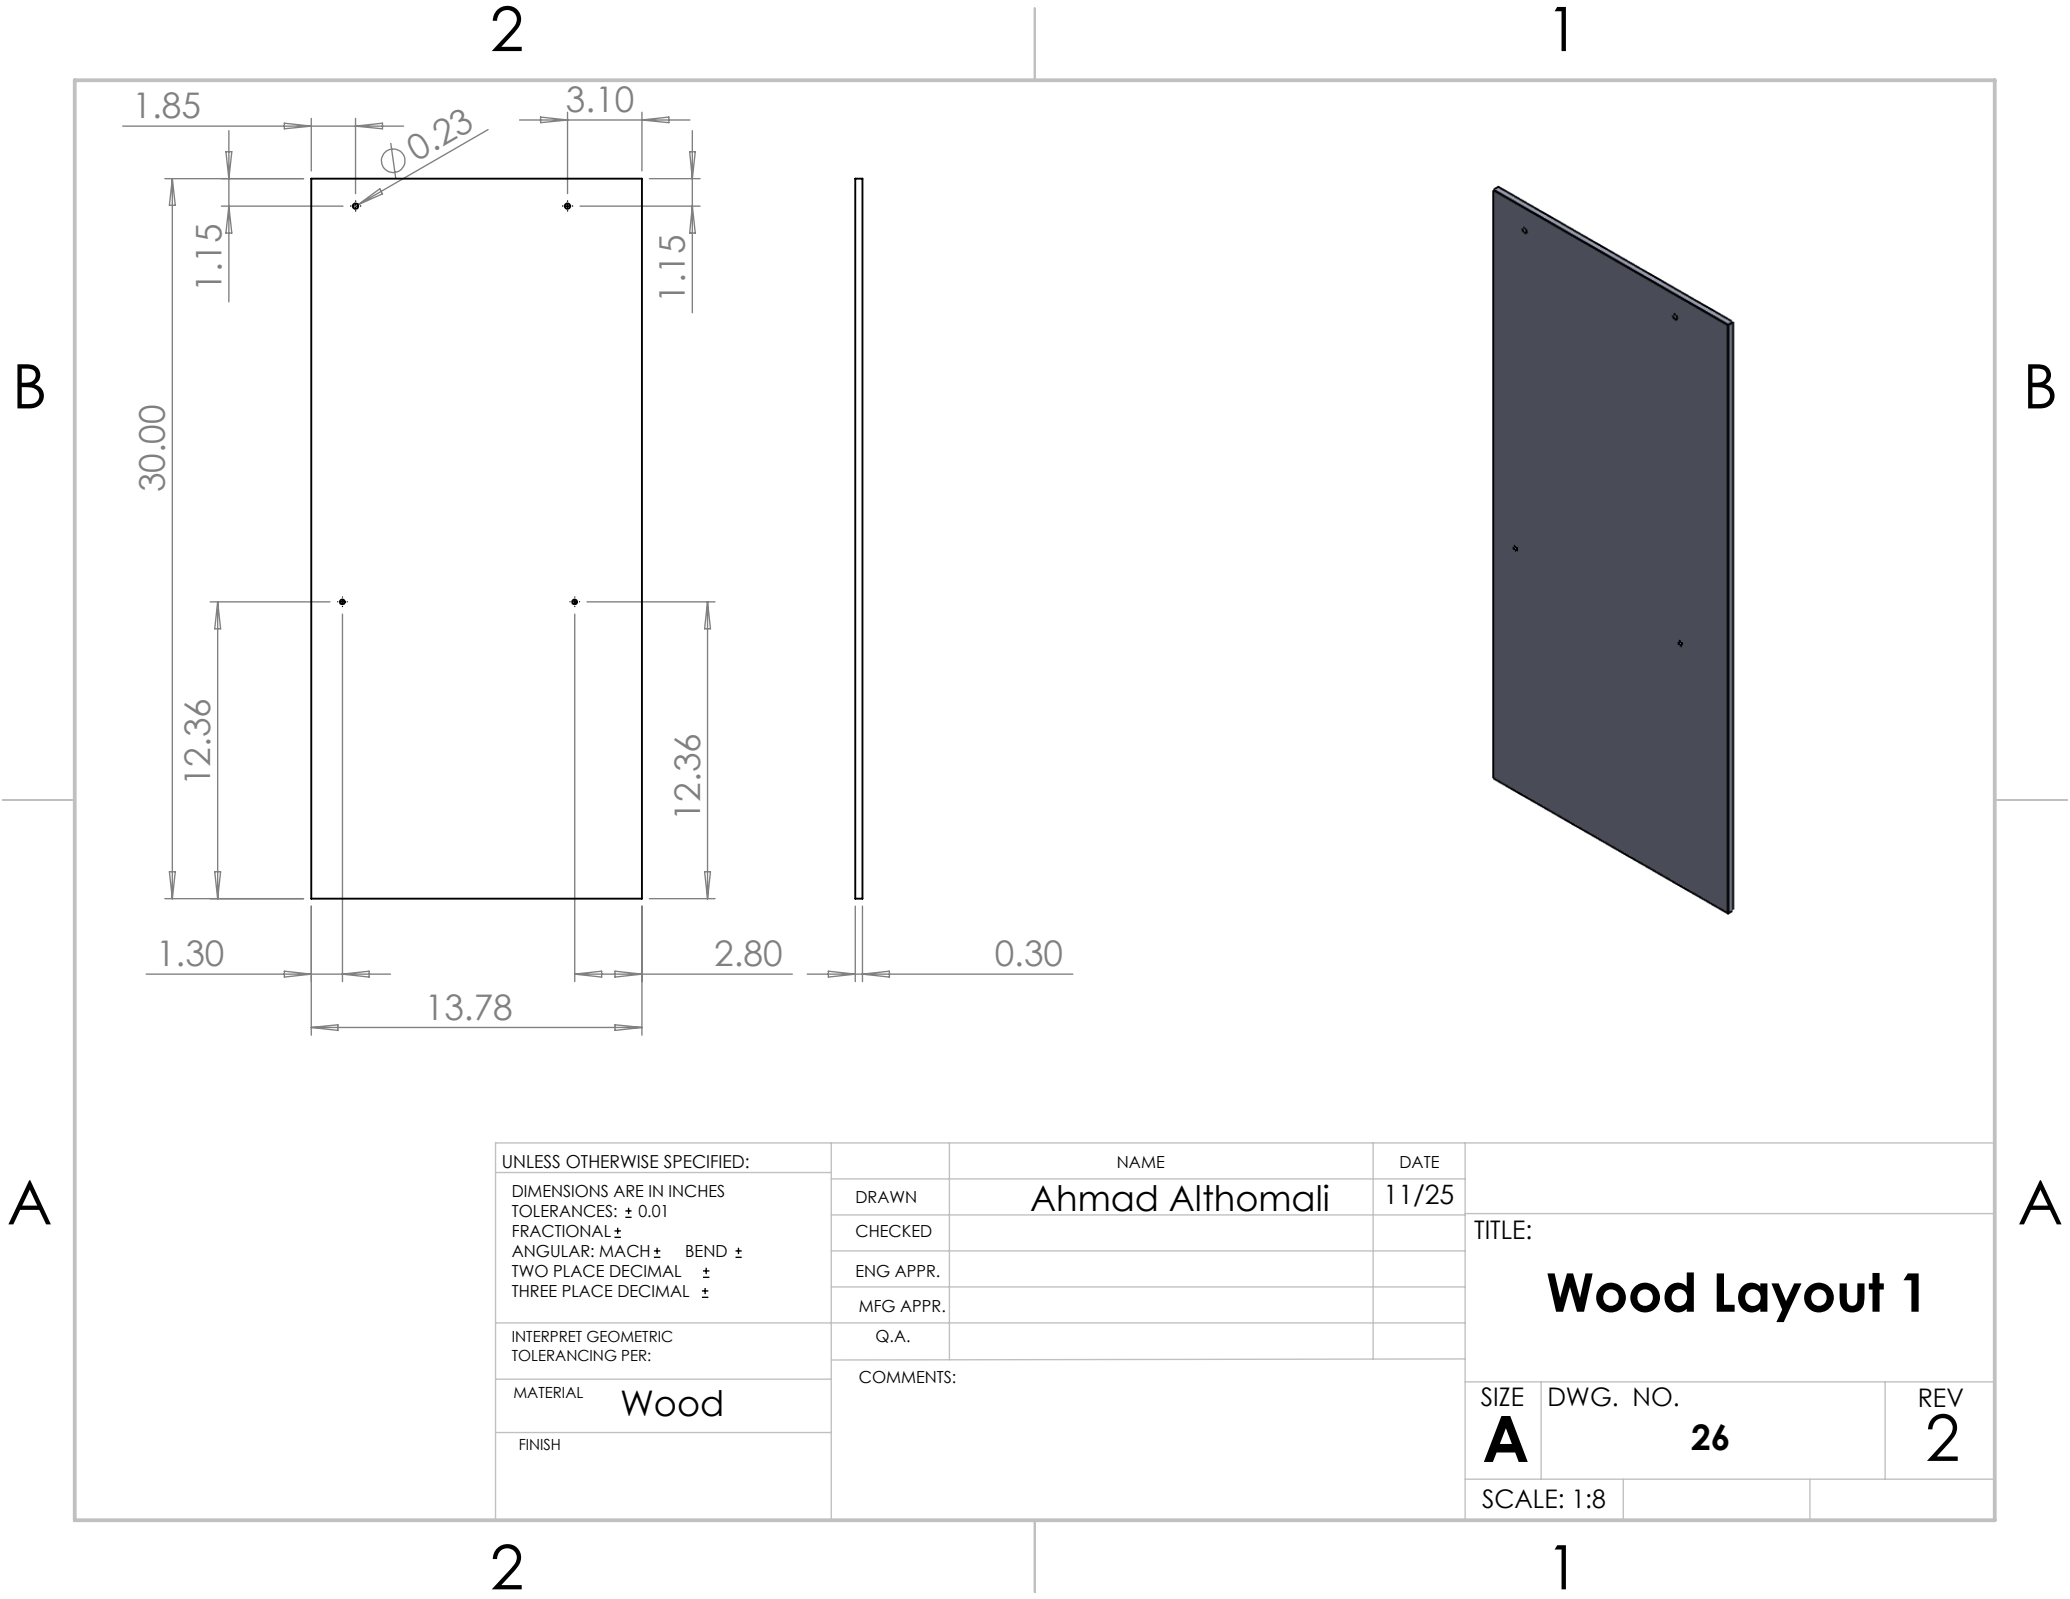 2
1
1.85
3.10
⌀0.23
1.15
1.15
B
B
30.00
12.36
12.36
1.30
2.80
0.30
13.78
A
A
UNLESS OTHERWISE SPECIFIED:
DIMENSIONS ARE IN INCHES
TOLERANCES: ± 0.01
FRACTIONAL ±
ANGULAR: MACH ± BEND ±
TWO PLACE DECIMAL ±
THREE PLACE DECIMAL ±
INTERPRET GEOMETRIC
TOLERANCING PER:
MATERIAL Wood
FINISH
NAME DATE
DRAWN Ahmad Althomali 11/25
CHECKED
ENG APPR.
MFG APPR.
Q.A.
COMMENTS:
TITLE:
Wood Layout 1
SIZE DWG. NO. REV
A 26 2
SCALE: 1:8
2
1